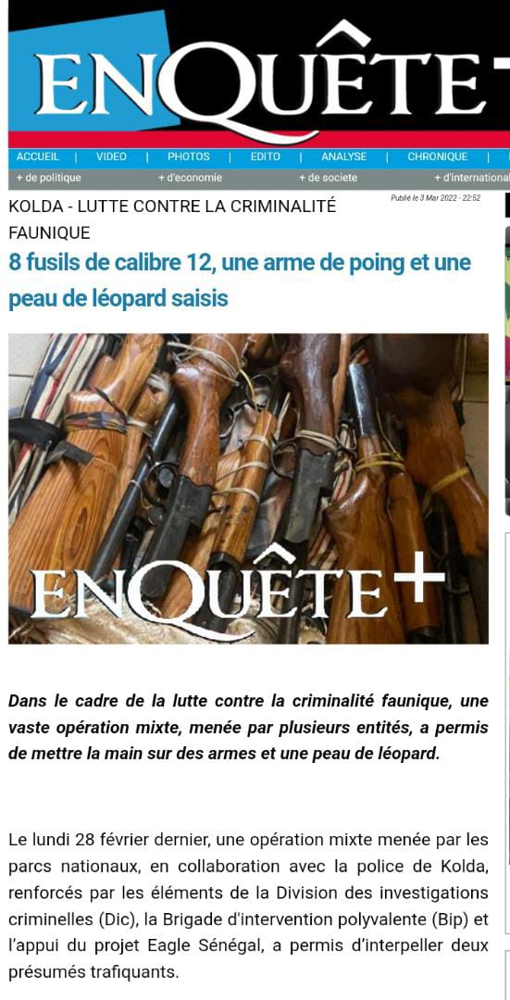 ENQUÊTE+
ACCUEIL | VIDEO | PHOTOS | EDITO | ANALYSE | CHRONIQUE |
+ de politique + d'economie + de societe + d'international
Publié le 3 Mar 2022 - 22:52
KOLDA - LUTTE CONTRE LA CRIMINALITÉ
FAUNIQUE
8 fusils de calibre 12, une arme de poing et une
peau de léopard saisis
ENQUÊTE+
Dans le cadre de la lutte contre la criminalité faunique, une
vaste opération mixte, menée par plusieurs entités, a permis
de mettre la main sur des armes et une peau de léopard.
Le lundi 28 février dernier, une opération mixte menée par les
parcs nationaux, en collaboration avec la police de Kolda,
renforcés par les éléments de la Division des investigations
criminelles (Dic), la Brigade d'intervention polyvalente (Bip) et
l’appui du projet Eagle Sénégal, a permis d’interpeller deux
présumés trafiquants.